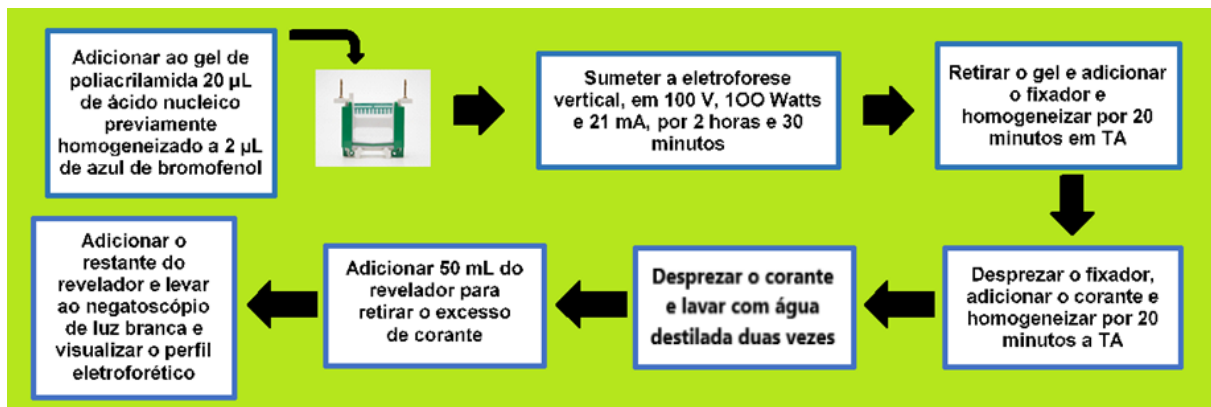 Adicionar ao gel de
poliacrilamida 20 µL
de ácido nucleico
previamente
homogeneizado a 2 µL
de azul de bromofenol
Sumeter a eletroforese
vertical, em 100 V, 1OO Watts
e 21 mA, por 2 horas e 30
minutos
Retirar o gel e adicionar
o fixador e
homogeneizar por 20
minutos em TA
Desprezar o fixador,
adicionar o corante e
homogeneizar por 20
minutos a TA
Desprezar o corante
e lavar com água
destilada duas vezes
Adicionar 50 mL do
revelador para
retirar o excesso
de corante
Adicionar o
restante do
revelador e levar
ao negatoscópio
de luz branca e
visualizar o perfil
eletroforético